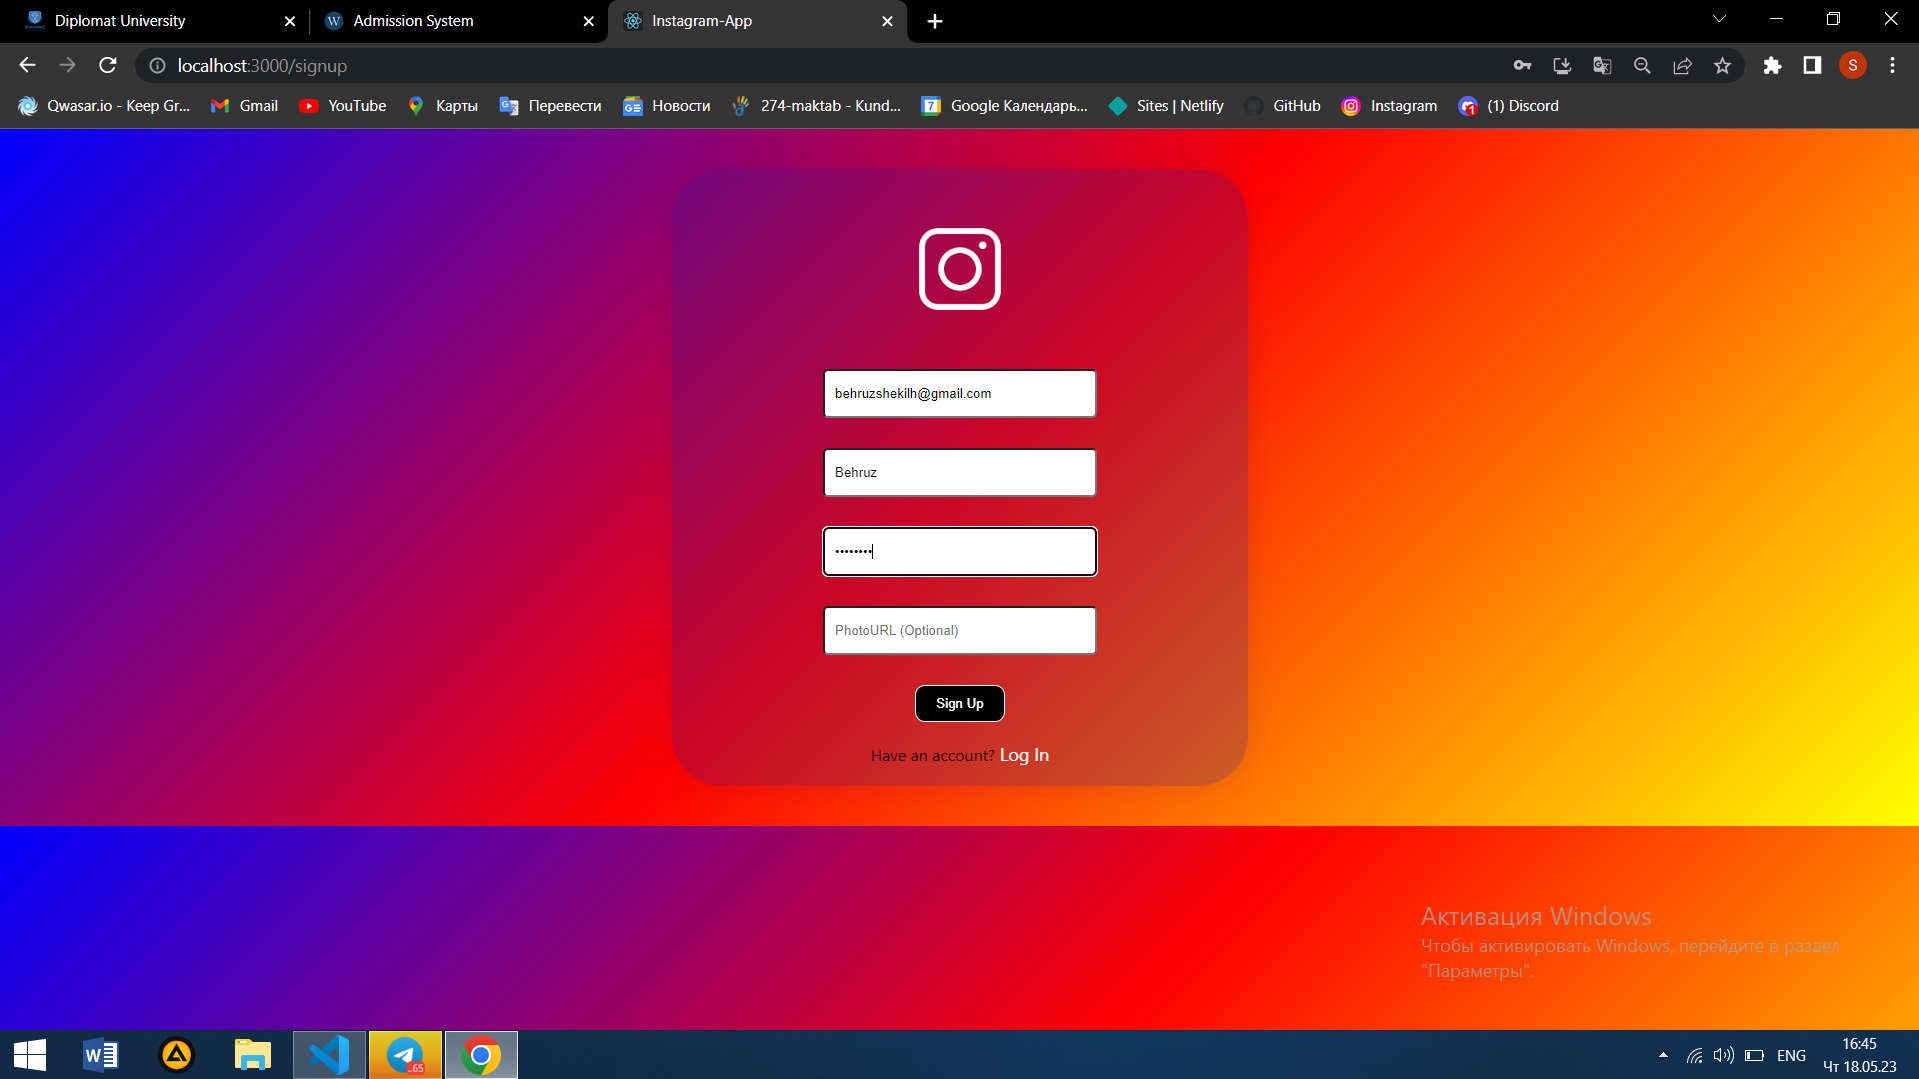 Diplomat University
W Admission System
Instagram-App
localhost:3000/signup
S
Qwasar.io - Keep Gr...
Gmail
YouTube
Карты
Перевести
Новости
274-maktab - Kund...
7 Google Календарь...
Sites | Netlify
GitHub
Instagram
1 (1) Discord
behruzshekilh@gmail.com
Behruz
••••••••
PhotoURL (Optional)
Sign Up
Have an account? Log In
Активация Windows
Чтобы активировать Windows, перейдите в раздел
"Параметры".
W
..65
ENG
16:45
Чт 18.05.23